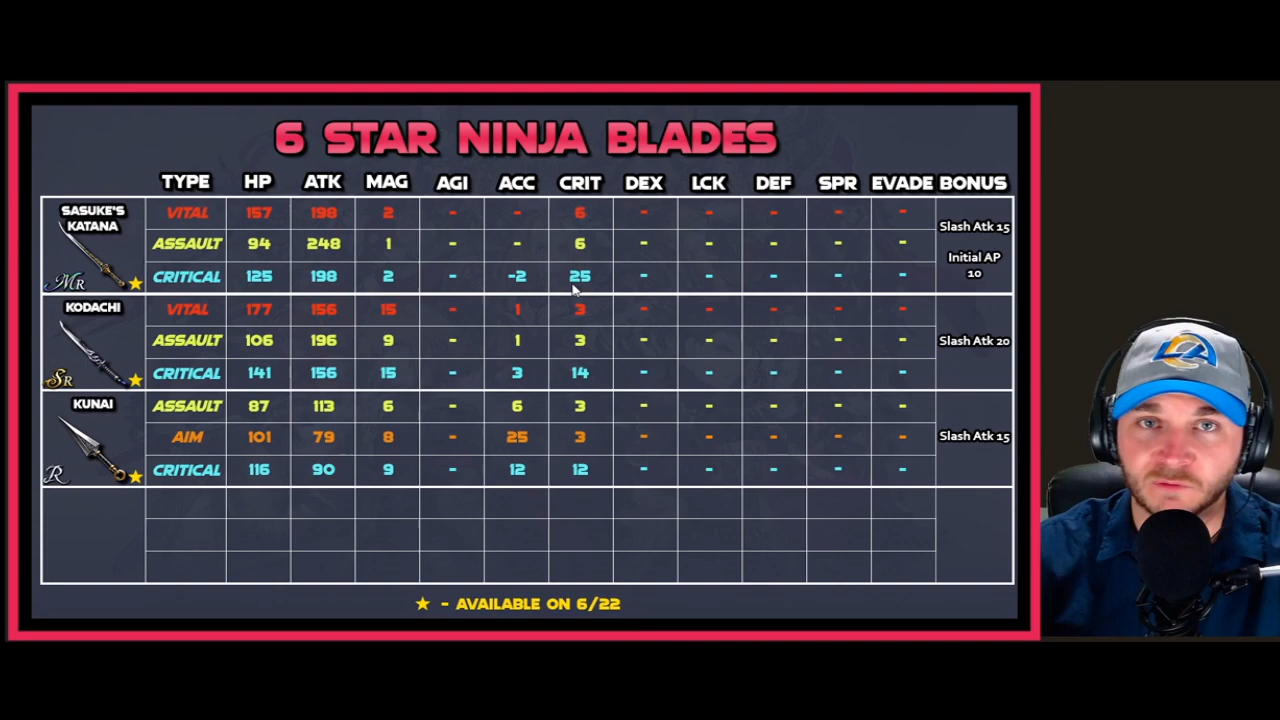 6 STAR NINJA BLADES
TYPE HP ATK MAG AGI ACC CRIT DEX LCK DEF SPR EVADE BONUS
SASUKE'S
KATANA
MR
VITAL 157 198 2 - - 6 - - - - -
ASSAULT 94 248 1 - - 6 - - - - -
CRITICAL 125 198 2 - -2 25 - - - - -
Slash Atk 15
Initial AP
10
KODACHI
SR
VITAL 177 156 15 - 1 3 - - - - -
ASSAULT 106 196 9 - 1 3 - - - - -
CRITICAL 141 156 15 - 3 14 - - - - -
Slash Atk 20
KUNAI
R
ASSAULT 87 113 6 - 6 3 - - - - -
AIM 101 79 8 - 25 3 - - - - -
CRITICAL 116 90 9 - 12 12 - - - - -
Slash Atk 15
★ - AVAILABLE ON 6/22